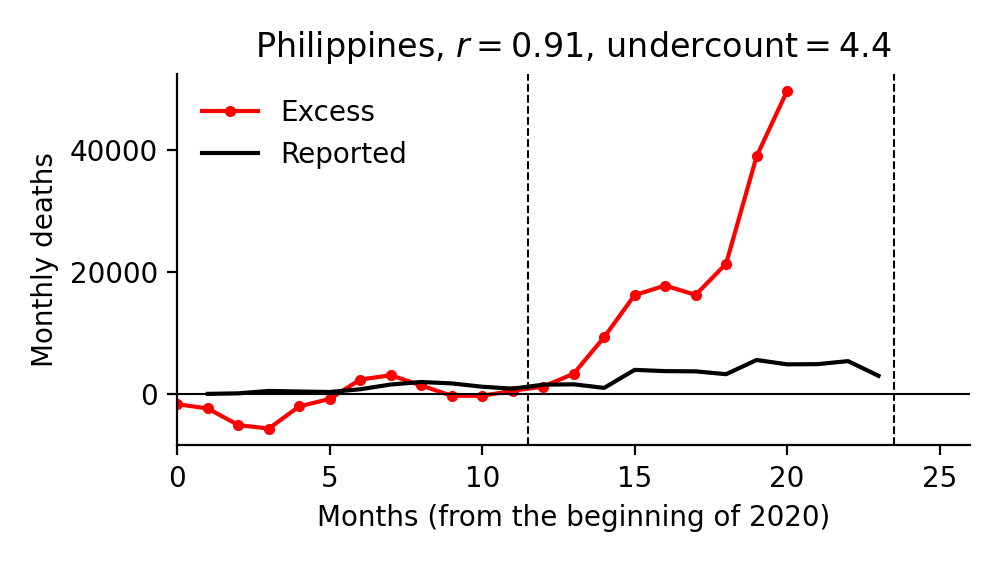 Philippines, r = 0.91, undercount = 4.4
Excess
Reported
Monthly deaths
40000
20000
0
0 5 10 15 20 25
Months (from the beginning of 2020)